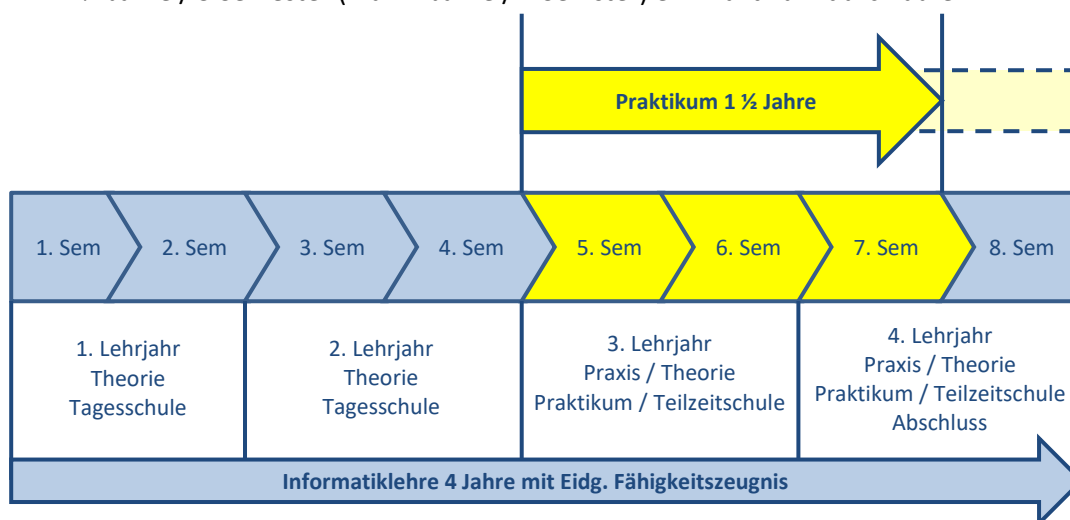 Praktikum 1 ½ Jahre
1. Sem
2. Sem
3. Sem
4. Sem
5. Sem
6. Sem
7. Sem
8. Sem
1. Lehrjahr
Theorie
Tagesschule
2. Lehrjahr
Theorie
Tagesschule
3. Lehrjahr
Praxis / Theorie
Praktikum / Teilzeitschule
4. Lehrjahr
Praxis / Theorie
Praktikum / Teilzeitschule
Abschluss
Informatiklehre 4 Jahre mit Eidg. Fähigkeitszeugnis